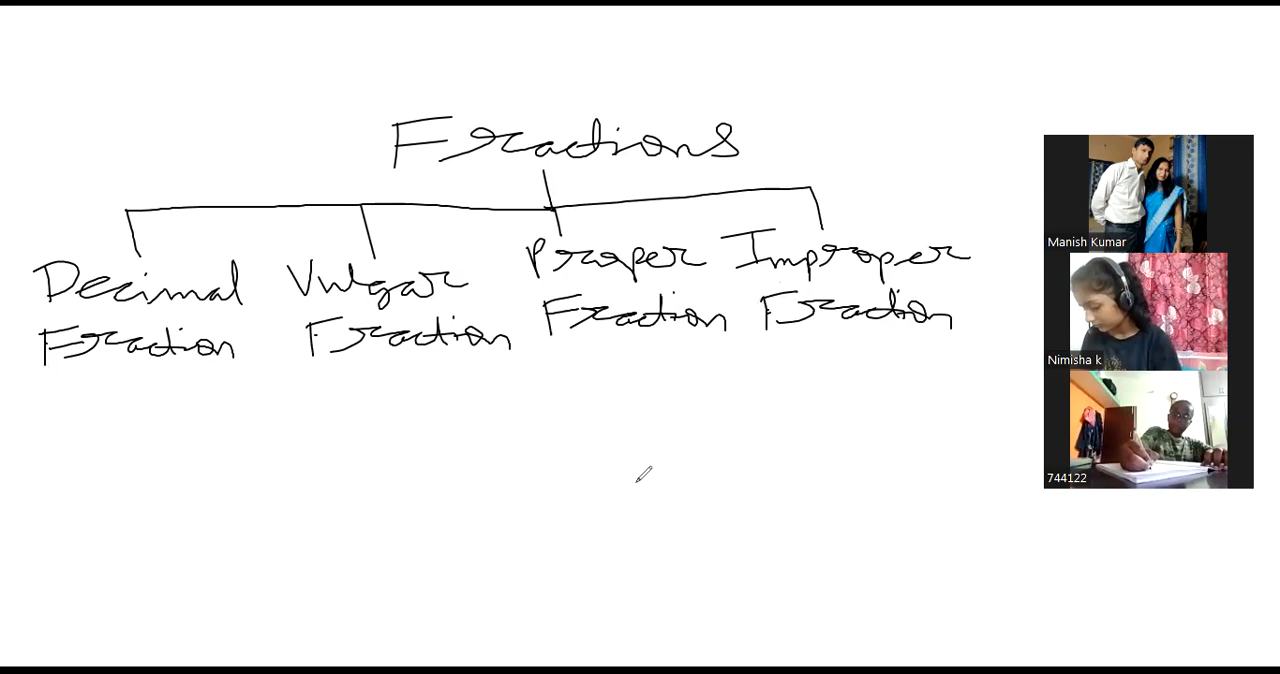 Fractions
Decimal
Fraction
Vulgar
Fraction
Proper
Fraction
Improper
Fraction
Manish Kumar
Nimisha k
744122